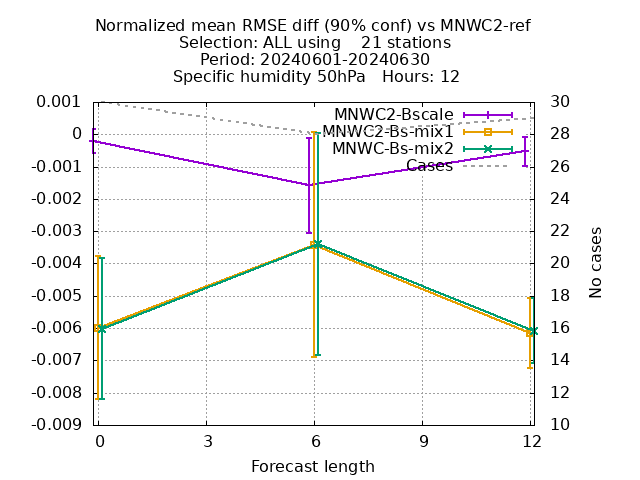 Normalized mean RMSE diff (90% conf) vs MNWC2-ref
Selection: ALL using 21 stations
Period: 20240601-20240630
Specific humidity 50hPa Hours: 12
MNWC2-Bscale
MNWC2-Bs-mix1
MNWC-Bs-mix2
Cases
0.001
0
-0.001
-0.002
-0.003
-0.004
-0.005
-0.006
-0.007
-0.008
-0.009
30
28
26
24
22
20
18
16
14
12
10
No cases
0
3
6
9
12
Forecast length